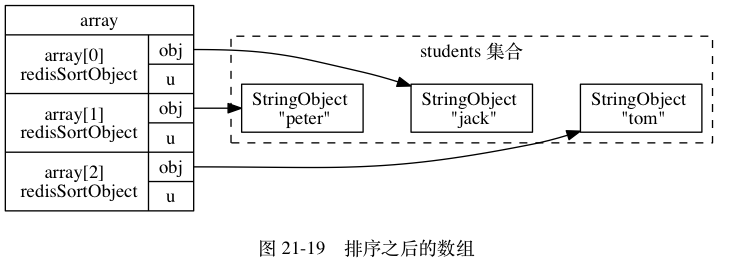 array
array[0]
redisSortObject
obj
u
array[1]
redisSortObject
obj
u
array[2]
redisSortObject
obj
u
students 集合
StringObject
"peter"
StringObject
"jack"
StringObject
"tom"
图 21-19 排序之后的数组